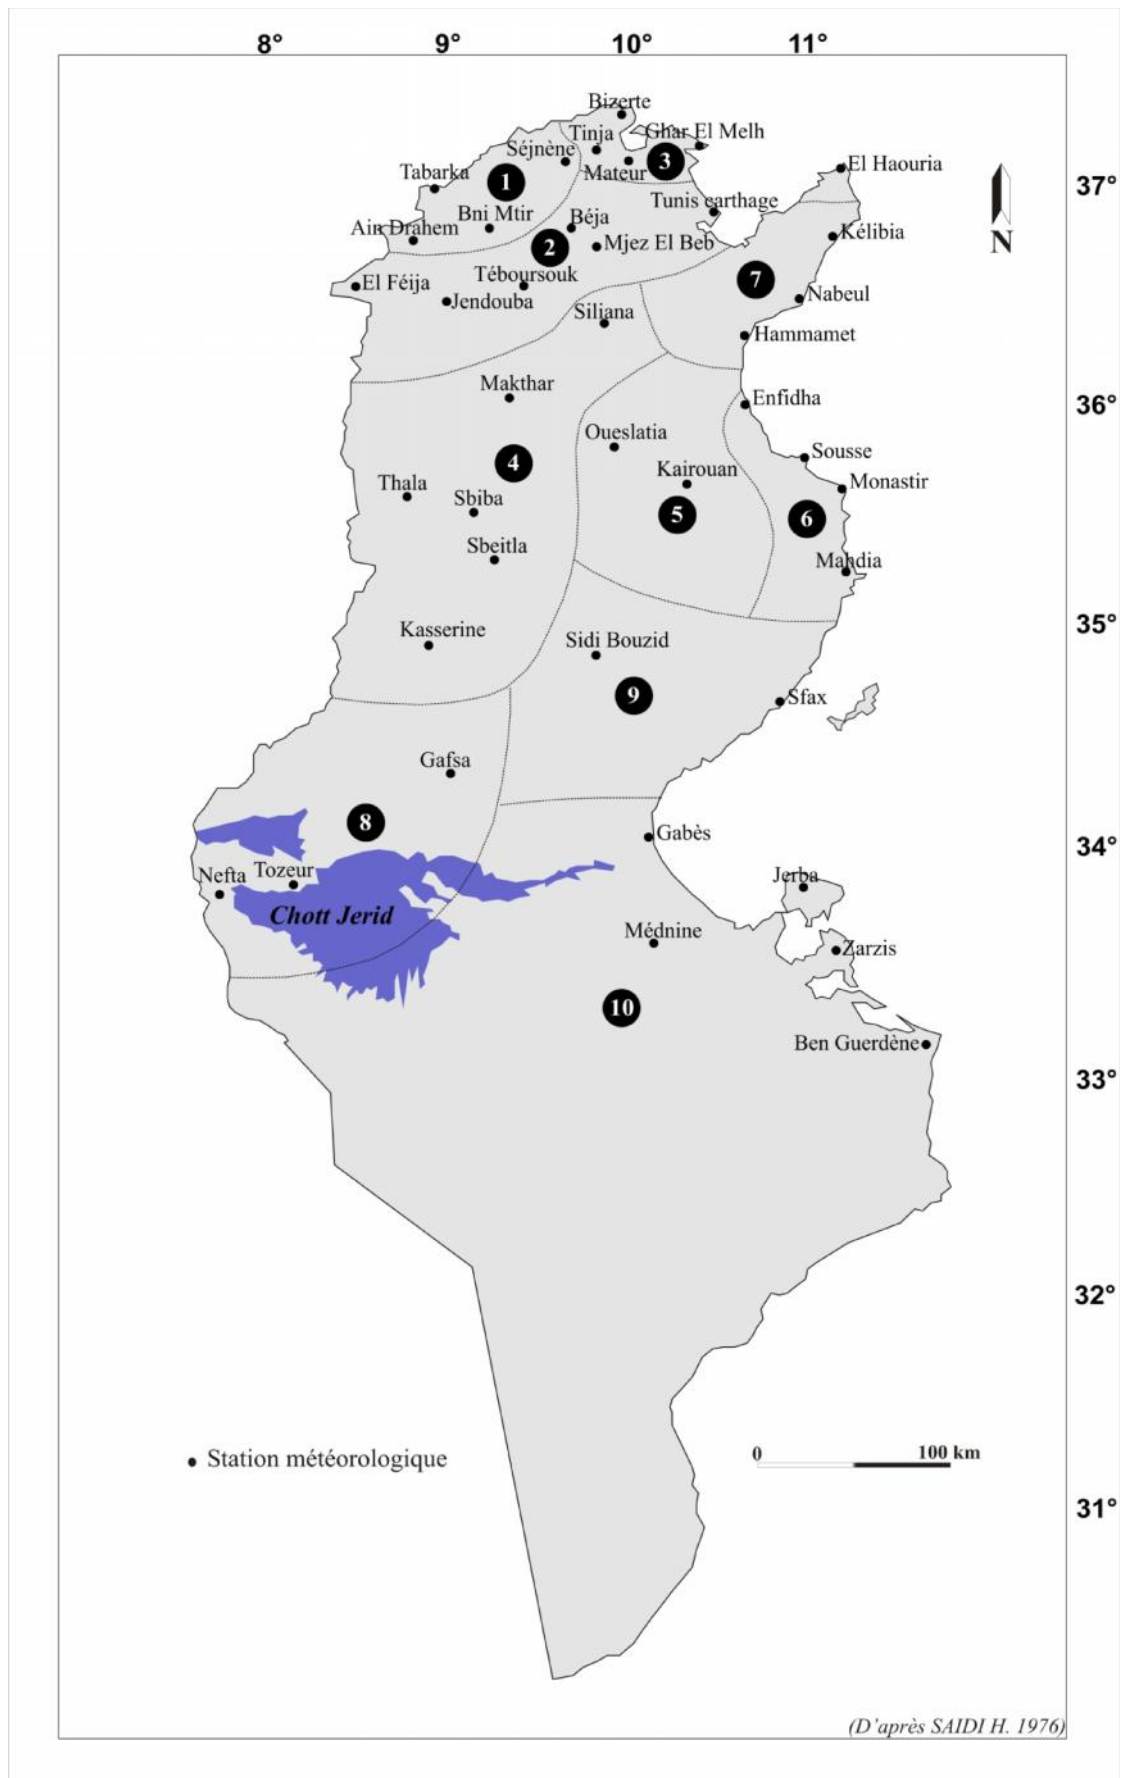 8° 9° 10° 11°
Bizerte
Tinja Ghar El Melh
Séjnène
3
Mateur
El Haouria
Tabarka
1
37°
Tunis carthage
Bni Mtir Béja
Ain Drahem
Kélibia
2 Mjez El Beb
N
Téboursouk
7
El Féija
Jendouba
Nabeul
Siliana
Hammamet
Makthar
Enfidha
36°
Oueslatia
Sousse
4
Kairouan
Thala
Monastir
Sbiba
5
6
Sbeitla
Mahdia
35°
Kasserine
Sidi Bouzid
9
Sfax
Gafsa
8
Gabès
34°
Nefta Tozeur
Jerba
Chott Jerid
Médnine
Zarzis
10
Ben Guerdène
33°
32°
Station météorologique
0 100 km
31°
(D'après SAIDI H. 1976)